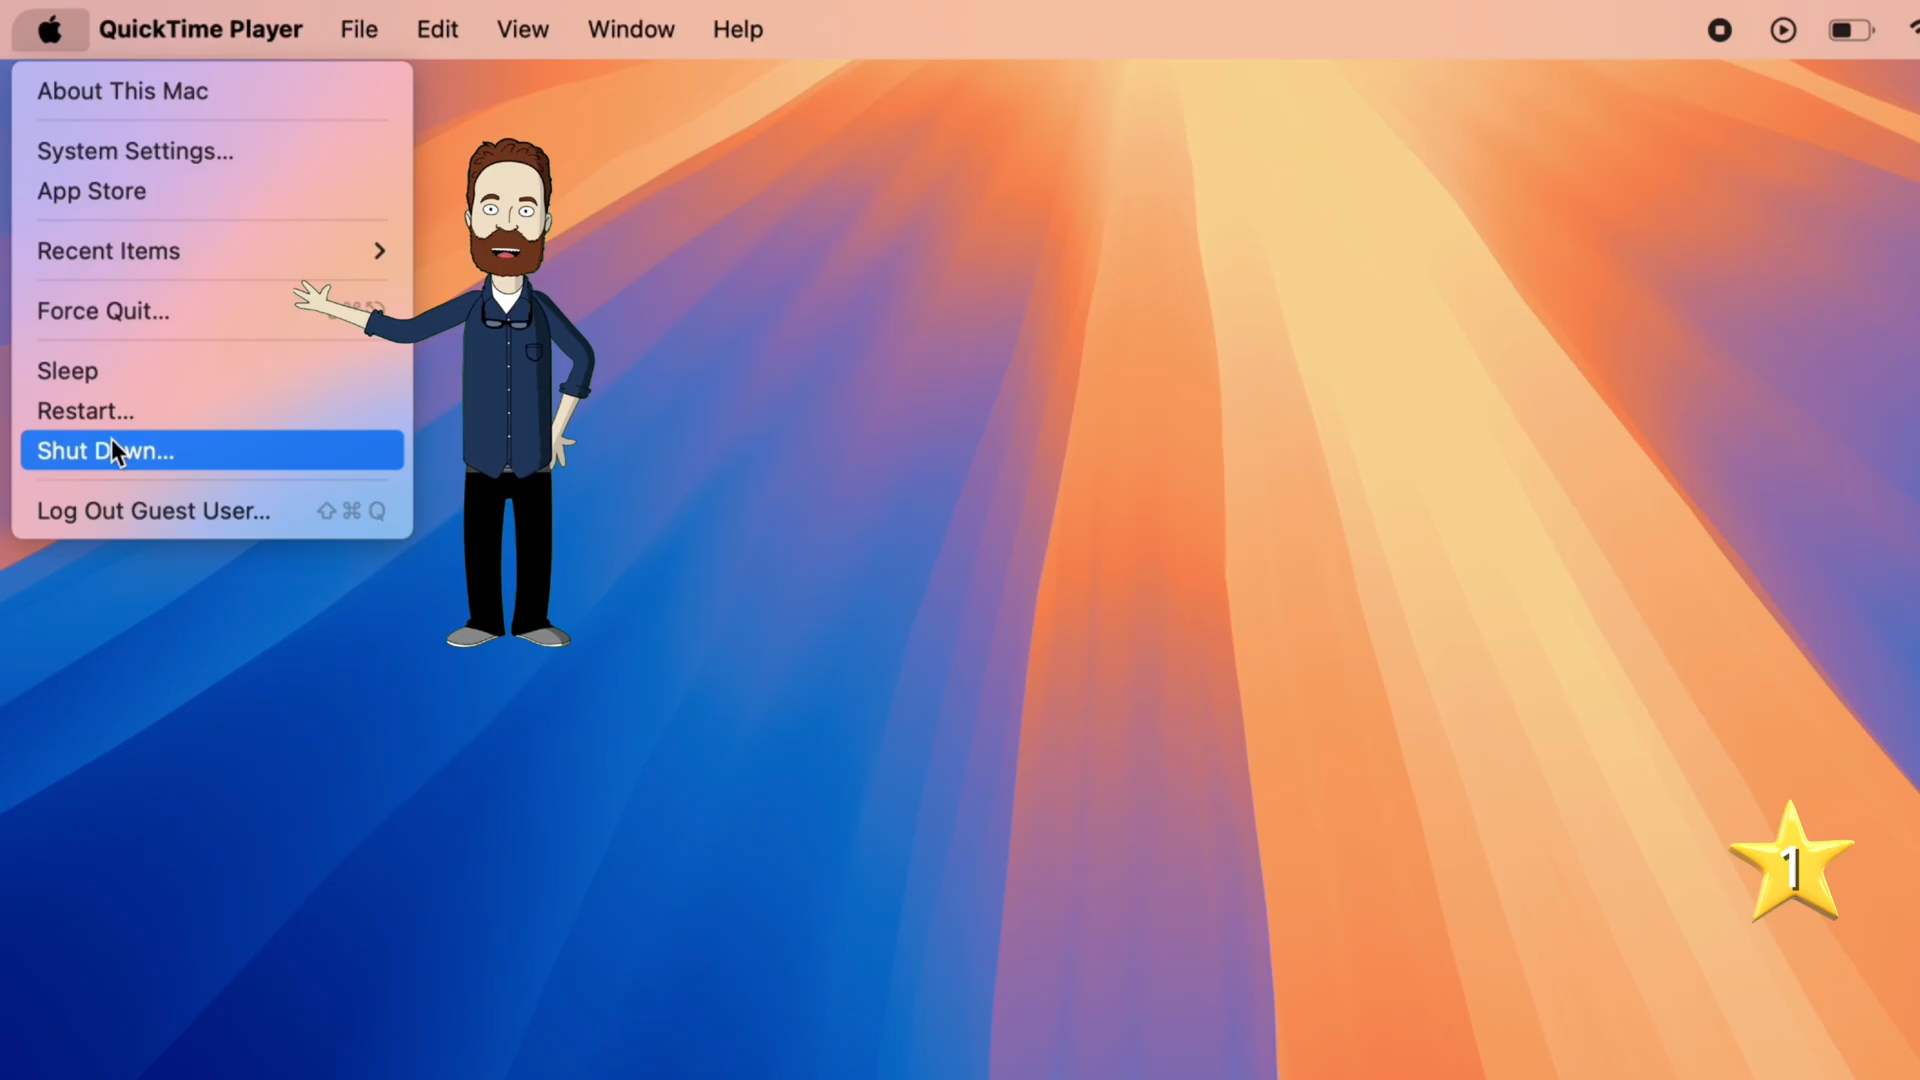 QuickTime Player File Edit View Window Help
About This Mac
System Settings...
App Store
Recent Items
Force Quit...
Sleep
Restart...
Shut Down...
Log Out Guest User... ⇧⌘Q
1